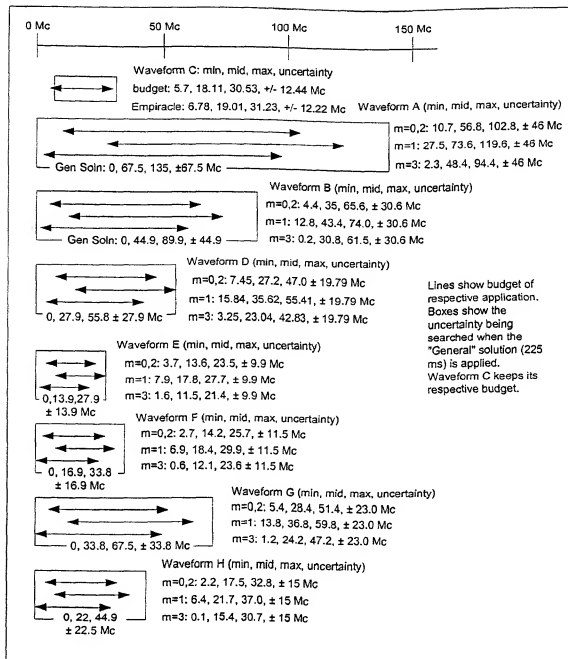 0 Mc 50 Mc 100 Mc 150 Mc
Waveform C: min, mid, max, uncertainty
budget: 5.7, 18.11, 30.53, +/- 12.44 Mc
Empiracle: 6.78, 19.01, 31.23, +/- 12.22 Mc
Waveform A (min, mid, max, uncertainty)
m=0,2: 10.7, 56.8, 102.8, ± 46 Mc
m=1: 27.5, 73.6, 119.6, ± 46 Mc
m=3: 2.3, 48.4, 94.4, ± 46 Mc
Gen Soln: 0, 67.5, 135, ±67.5 Mc
Waveform B (min, mid, max, uncertainty)
m=0,2: 4.4, 35, 65.6, ± 30.6 Mc
m=1: 12.8, 43.4, 74.0, ± 30.6 Mc
m=3: 0.2, 30.8, 61.5, ± 30.6 Mc
Gen Soln: 0, 44.9, 89.9, ± 44.9
Waveform D (min, mid, max, uncertainty)
m=0,2: 7.45, 27.2, 47.0 ± 19.79 Mc
m=1: 15.84, 35.62, 55.41, ± 19.79 Mc
m=3: 3.25, 23.04, 42.83, ± 19.79 Mc
0, 27.9, 55.8 ± 27.9 Mc
Lines show budget of
respective application.
Boxes show the
uncertainty being
searched when the
"General" solution (225
ms) is applied.
Waveform C keeps its
respective budget.
Waveform E (min, mid, max, uncertainty)
m=0,2: 3.7, 13.6, 23.5, ± 9.9 Mc
m=1: 7.9, 17.8, 27.7, ± 9.9 Mc
m=3: 1.6, 11.5, 21.4, ± 9.9 Mc
0,13.9,27.9
± 13.9 Mc
Waveform F (min, mid, max, uncertainty)
m=0,2: 2.7, 14.2, 25.7, ± 11.5 Mc
m=1: 6.9, 18.4, 29.9, ± 11.5 Mc
m=3: 0.6, 12.1, 23.6 ± 11.5 Mc
0, 16.9, 33.8
± 16.9 Mc
Waveform G (min, mid, max, uncertainty)
m=0,2: 5.4, 28.4, 51.4, ± 23.0 Mc
m=1: 13.8, 36.8, 59.8, ± 23.0 Mc
m=3: 1.2, 24.2, 47.2, ± 23.0 Mc
0, 33.8, 67.5, ± 33.8 Mc
Waveform H (min, mid, max, uncertainty)
m=0,2: 2.2, 17.5, 32.8, ± 15 Mc
m=1: 6.4, 21.7, 37.0, ± 15 Mc
m=3: 0.1, 15.4, 30.7, ± 15 Mc
0, 22, 44.9
± 22.5 Mc